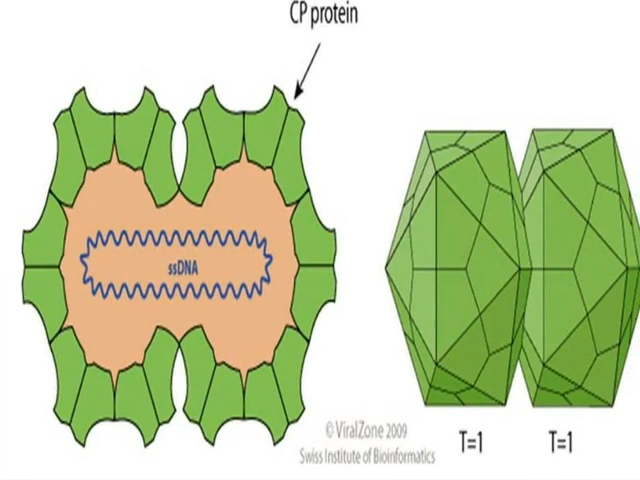 CP protein
ssDNA
© ViralZone 2009
Swiss Institute of Bioinformatics
T=1
T=1